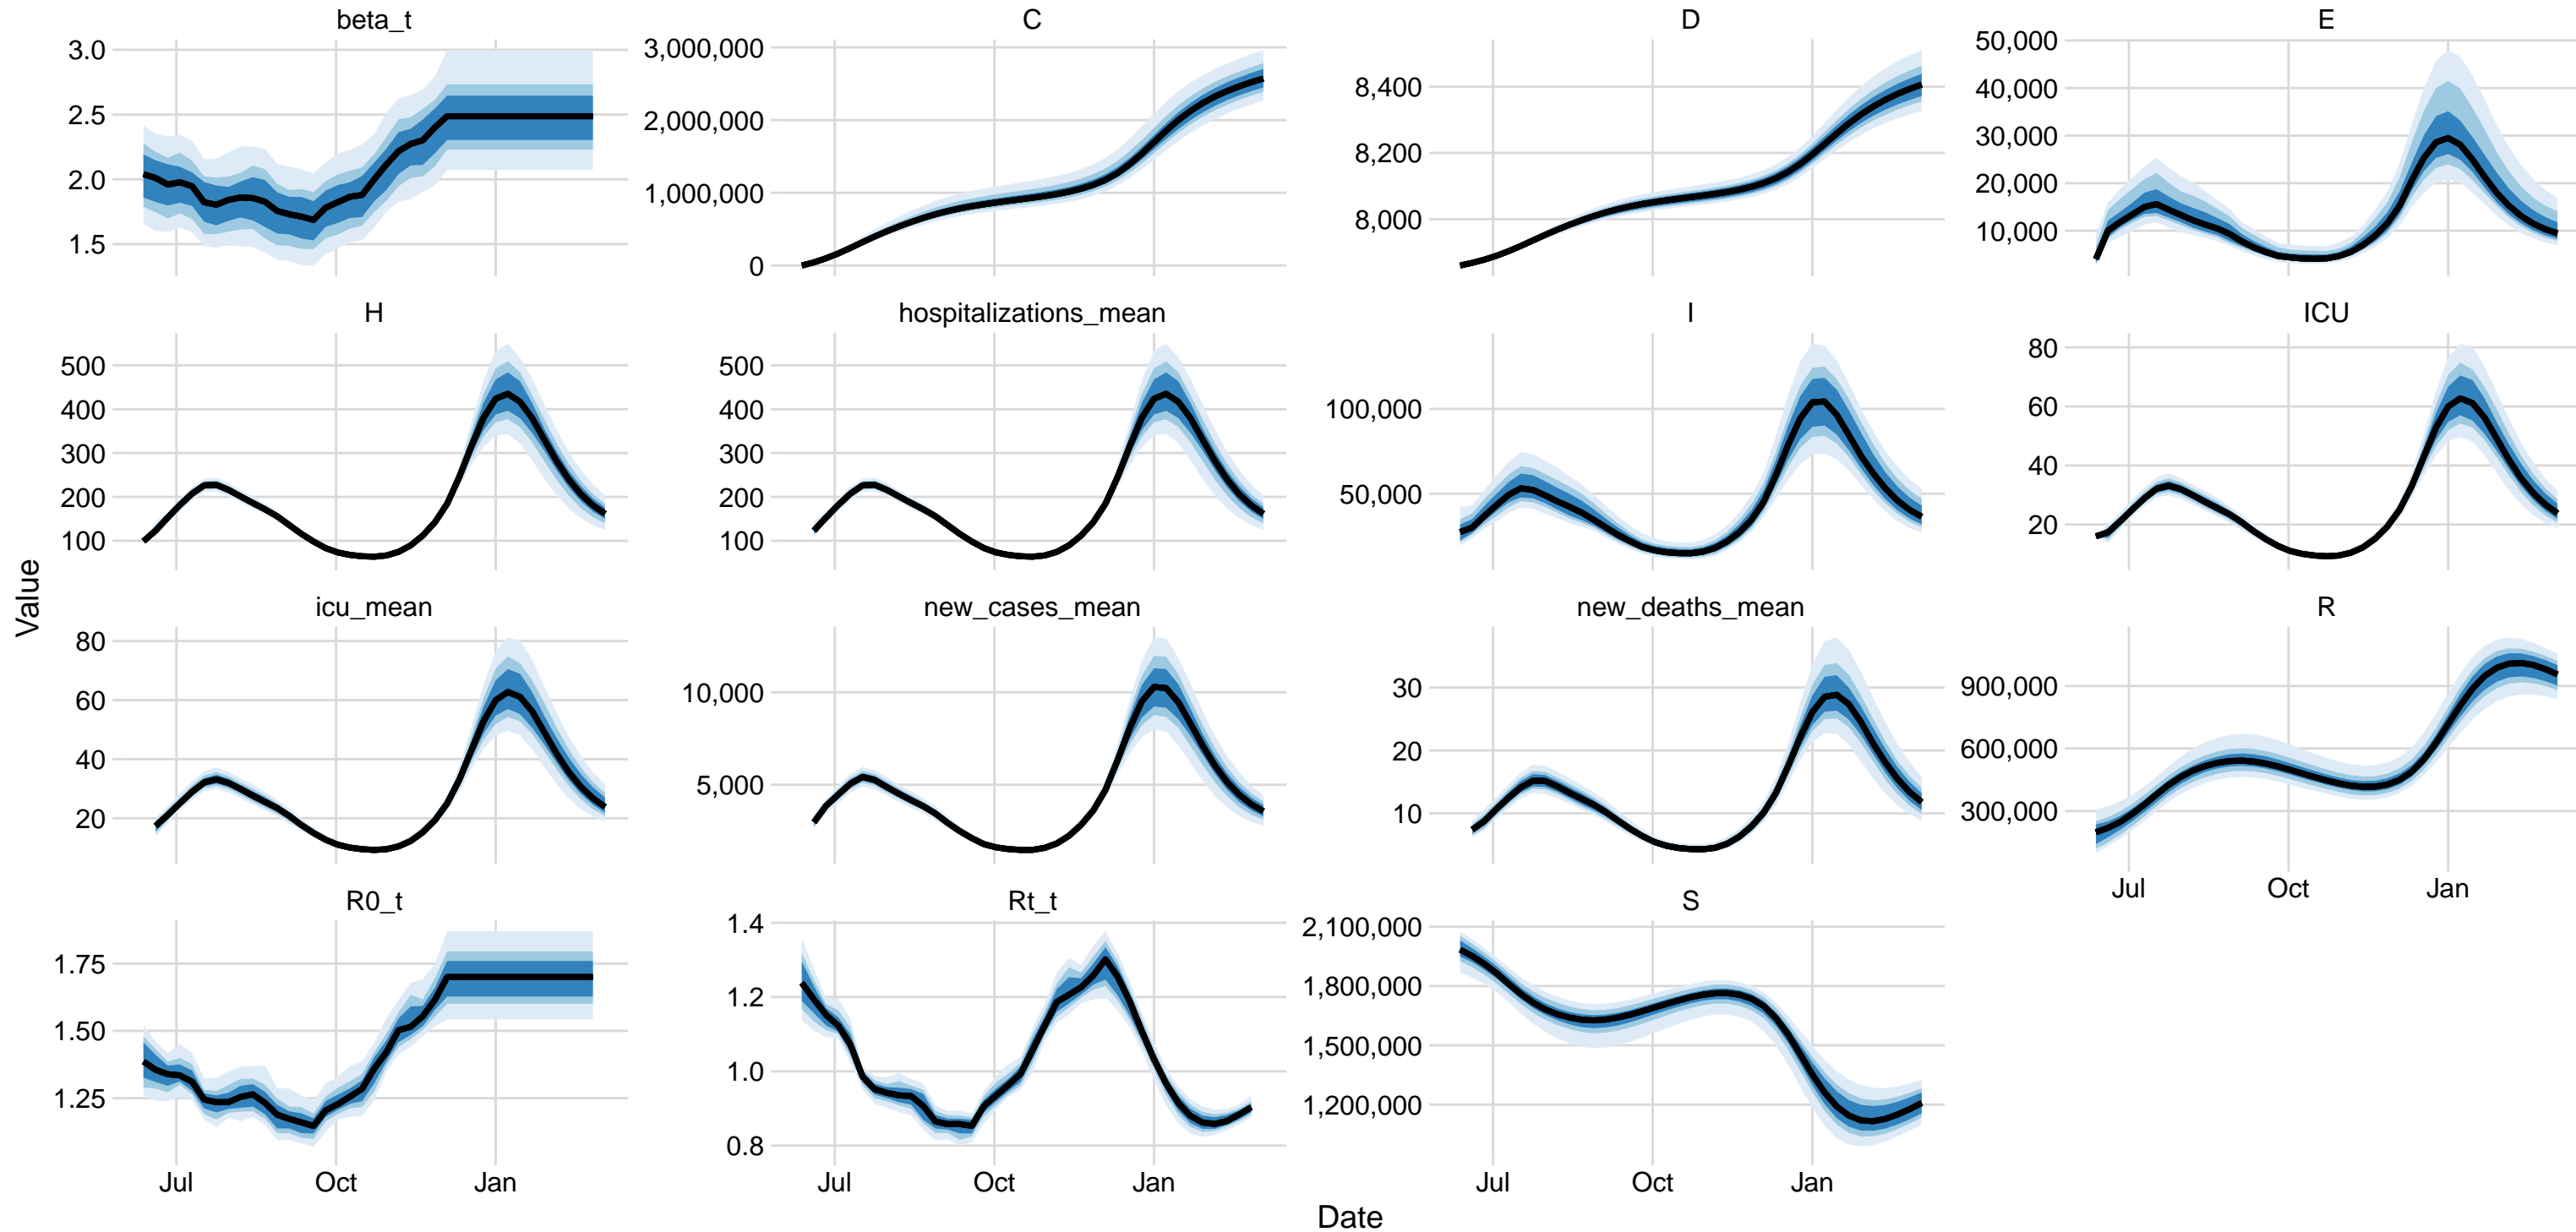 beta_t
3.0
2.5
2.0
1.5
C
3,000,000
2,000,000
1,000,000
0
D
8,400
8,200
8,000
E
50,000
40,000
30,000
20,000
10,000
H
500
400
300
200
100
hospitalizations_mean
500
400
300
200
100
I
100,000
50,000
ICU
80
60
40
20
Value
icu_mean
80
60
40
20
new_cases_mean
10,000
5,000
new_deaths_mean
30
20
10
R
900,000
600,000
300,000
Jul Oct Jan
R0_t
1.75
1.50
1.25
Jul Oct Jan
Rt_t
1.4
1.2
1.0
0.8
Jul Oct Jan
S
2,100,000
1,800,000
1,500,000
1,200,000
Jul Oct Jan
Date